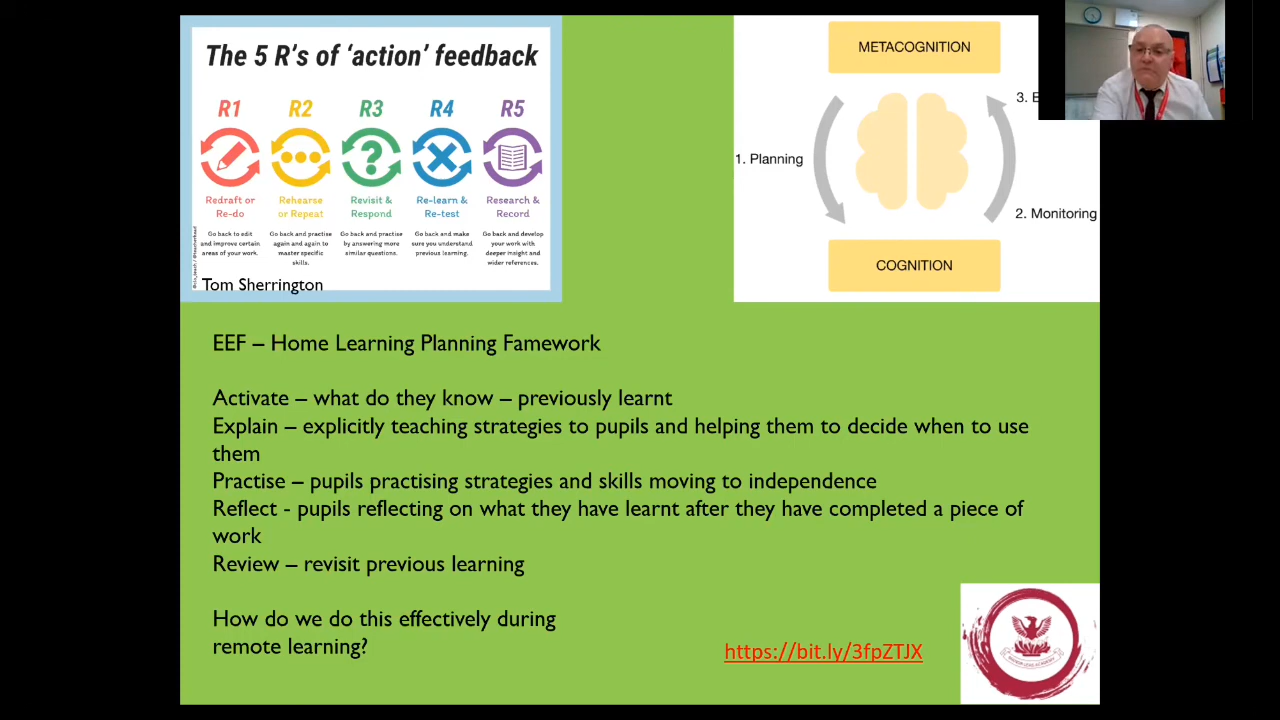 The 5 R's of 'action' feedback
R1 R2 R3 R4 R5
Redraft or Re-do
Rehearse or Repeat
Revisit & Respond
Re-learn & Re-test
Research & Record
Go back to edit and improve certain areas of your work.
Go back and practise again and again to master specific skills.
Go back and practise by answering more similar questions.
Go back and make sure you understand previous learning.
Go back and develop your work with deeper insight and wider references.
Tom Sherrington
METACOGNITION
1. Planning
3. E
2. Monitoring
COGNITION
EEF – Home Learning Planning Famework
Activate – what do they know – previously learnt
Explain – explicitly teaching strategies to pupils and helping them to decide when to use
them
Practise – pupils practising strategies and skills moving to independence
Reflect - pupils reflecting on what they have learnt after they have completed a piece of
work
Review – revisit previous learning
How do we do this effectively during
remote learning?
https://bit.ly/3fpZTJX